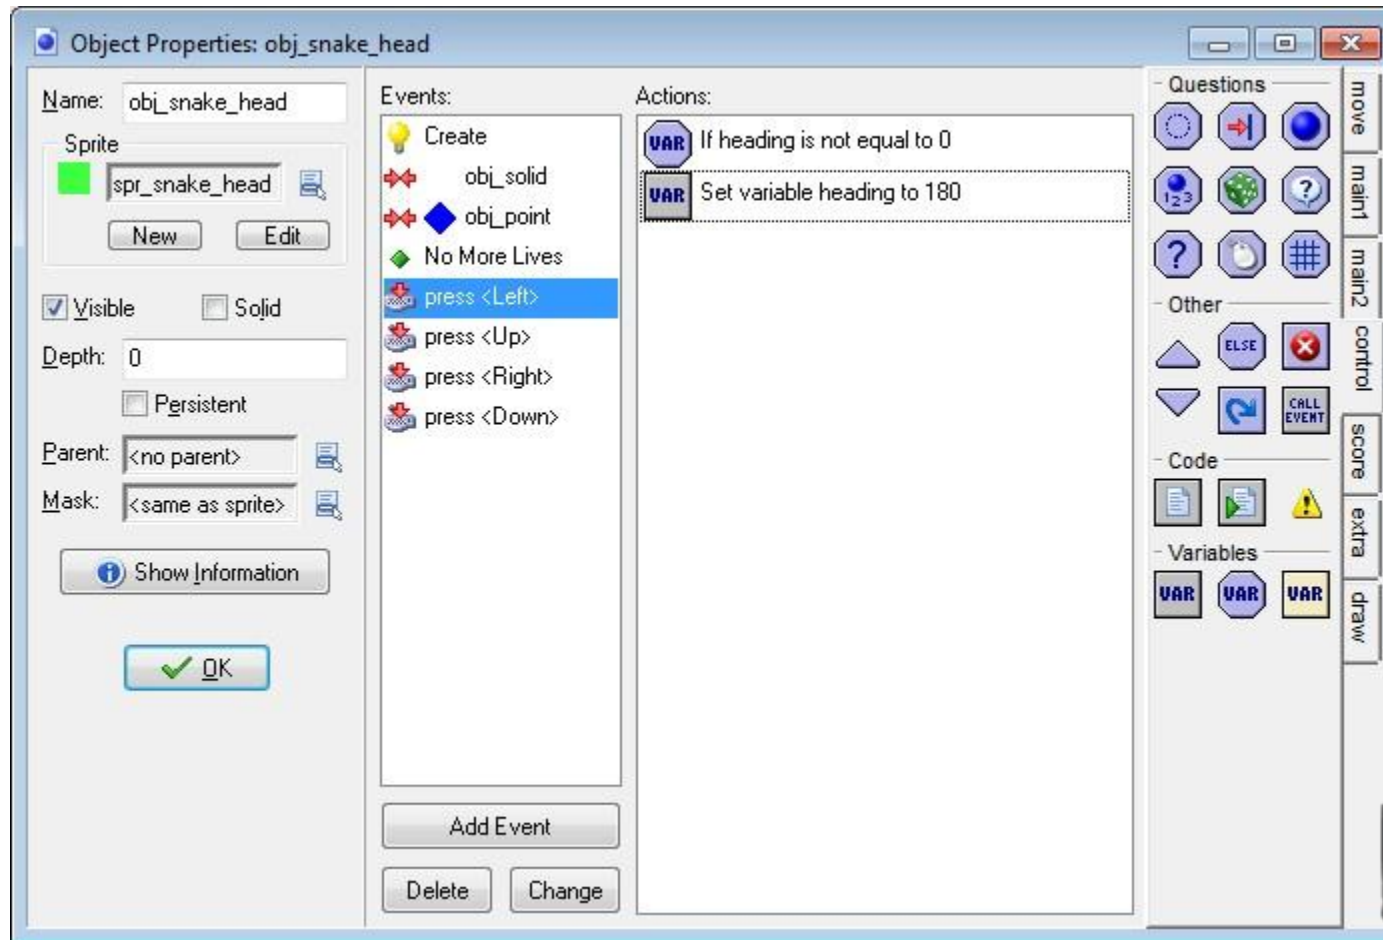 Object Properties: obj_snake_head
Name: obj_snake_head
Sprite
spr_snake_head
New Edit
Visible Solid
Depth: 0
Persistent
Parent: <no parent>
Mask: <same as sprite>
Show Information
OK
Events:
Create
obj_solid
obj_point
No More Lives
press <Left>
press <Up>
press <Right>
press <Down>
Add Event
Delete Change
Actions:
VAR If heading is not equal to 0
VAR Set variable heading to 180
Questions
123
?
?
Other
ELSE
CALL EVENT
Code
Variables
VAR VAR VAR
move
main1
main2
control
score
extra
draw